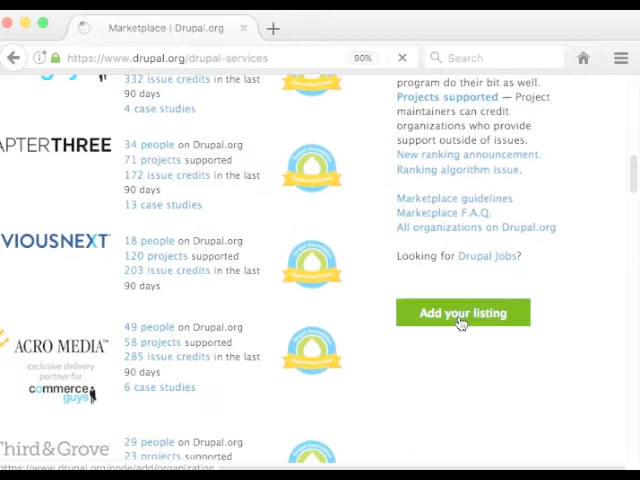 Marketplace | Drupal.org
https://www.drupal.org/drupal-services
90%
Search
guys
332 issue credits in the last
90 days
4 case studies
APTERTHREE
34 people on Drupal.org
71 projects supported
172 issue credits in the last
90 days
13 case studies
VIOUSNEXT
18 people on Drupal.org
120 projects supported
203 issue credits in the last
90 days
ACRO MEDIA™
exclusive delivery
partner for
commerce
guys
49 people on Drupal.org
58 projects supported
285 issue credits in the last
90 days
6 case studies
Third&Grove
29 people on Drupal.org
23 projects supported
https://www.drupal.org/node/add/organization
program do their bit as well.
Projects supported — Project
maintainers can credit
organizations who provide
support outside of issues.
New ranking announcement.
Ranking algorithm issue.
Marketplace guidelines
Marketplace F.A.Q.
All organizations on Drupal.org
Looking for Drupal Jobs?
Add your listing